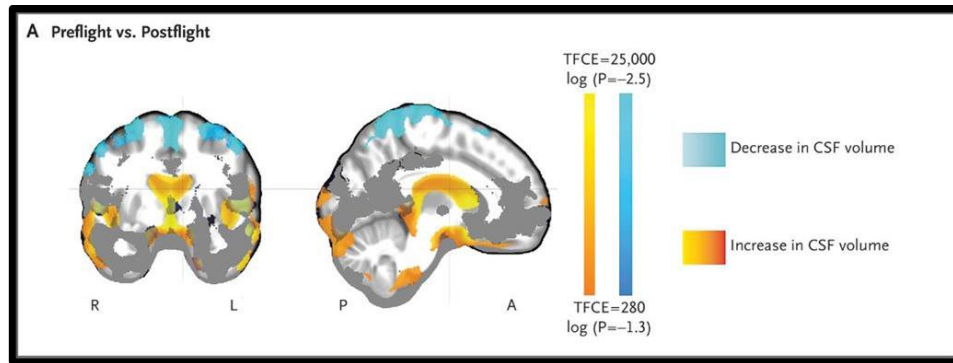 A Preflight vs. Postflight
TFCE=25,000
log (P=−2.5)
Decrease in CSF volume
Increase in CSF volume
R
L
P
A
TFCE=280
log (P=−1.3)